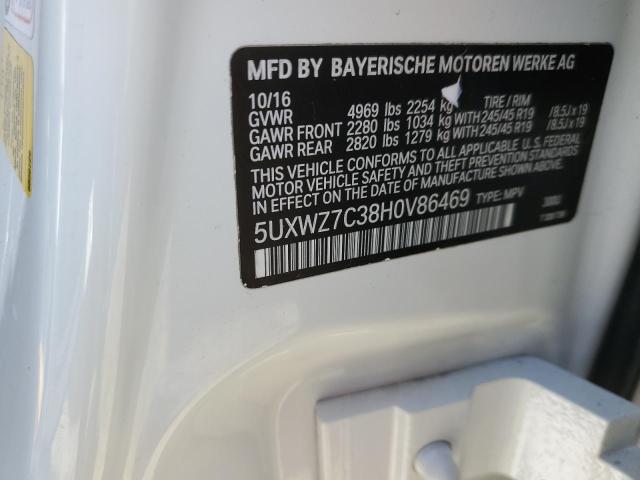 MFD BY BAYERISCHE MOTOREN WERKE AG
10/16 TIRE / RIM
GVWR 4969 lbs 2254 kg
GAWR FRONT 2280 lbs 1034 kg WITH 245/45 R19 /8.5J x 19
GAWR REAR 2820 lbs 1279 kg WITH 245/45 R19 /8.5J x 19
THIS VEHICLE CONFORMS TO ALL APPLICABLE U.S. FEDERAL
MOTOR VEHICLE SAFETY AND THEFT PREVENTION STANDARDS
IN EFFECT ON THE DATE OF MANUFACTURE SHOWN ABOVE.
5UXWZ7C38H0V86469 TYPE: MPV